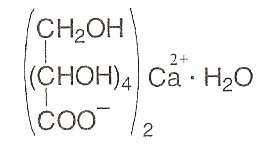 CH₂OH
(CHOH)₄ Ca²⁺ · H₂O
COO⁻
2